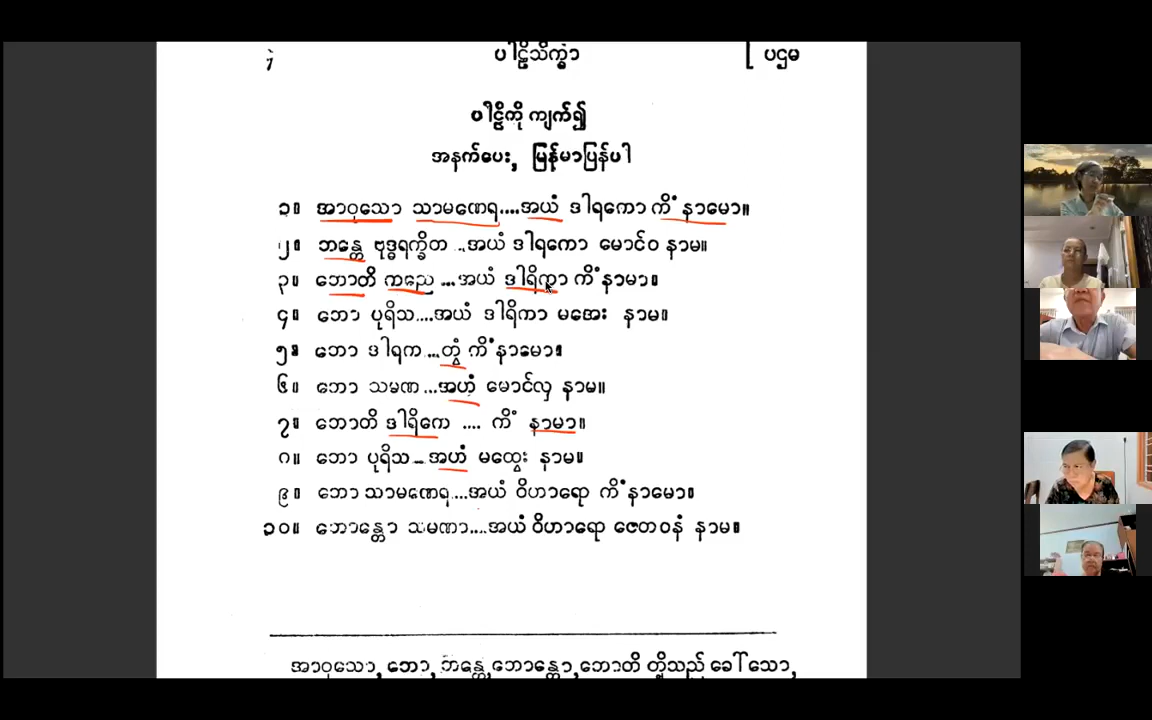 ၇ ပါဠိသိက္ခာ [ ပဌမ
ပါဠိကို ကျက်၍
အနက်ပေး, မြန်မာပြန်ပါ
၁။ အာဝုသော သာမဏေရ....အယံ ဒါရကော ကိံ နာမော။
၂။ ဘန္တေ ဗုဒ္ဓရက္ခိတ ...အယံ ဒါရကော မောင်ဝ နာမ။
၃။ ဘောတိ ကညေ ...အယံ ဒါရိကာ ကိံ နာမာ။
၄။ ဘော ပုရိသ....အယံ ဒါရိကာ မအေး နာမ။
၅။ ဘော ဒါရက ...တွံ ကိံ နာမော။
၆။ ဘော သမဏ ...အဟံ မောင်လှ နာမ။
၇။ ဘောတိ ဒါရိကေ .... ကိံ နာမာ။
၈။ ဘော ပုရိသ...အဟံ မထွေး နာမ။
၉။ ဘော သာမဏေရ....အယံ ဝိဟာရော ကိံ နာမော။
၁၀။ ဘောန္တော သမဏာ....အယံ ဝိဟာရော ဇေတဝနံ နာမ။
အာဝုသော, ဘော, ဘန္တေ, ဘောန္တော, ဘောတိ တို့သည် ခေါ်သော,